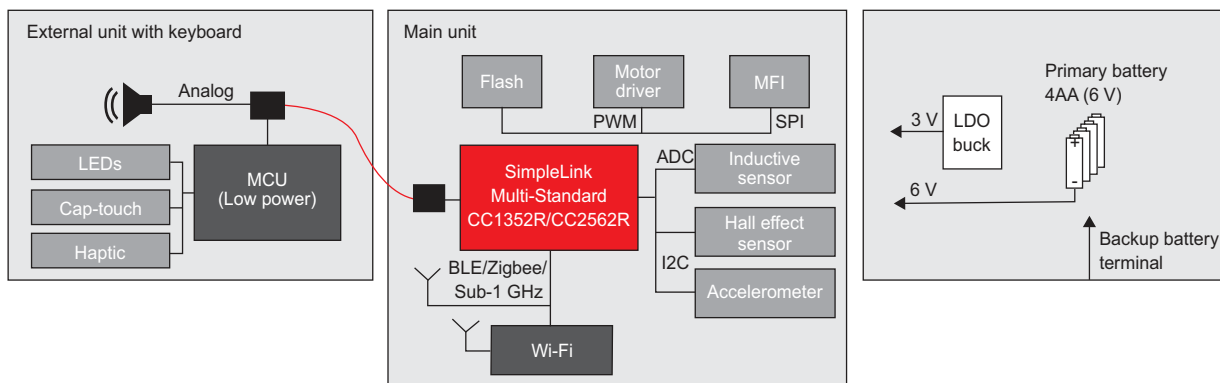 External unit with keyboard
Analog
LEDs
Cap-touch
Haptic
MCU
(Low power)
Main unit
Flash
Motor
driver
MFI
PWM
SPI
SimpleLink
Multi-Standard
CC1352R/CC2562R
ADC
Inductive
sensor
Hall effect
sensor
I2C
Accelerometer
BLE/Zigbee/
Sub-1 GHz
Wi-Fi
Primary battery
4AA (6 V)
3 V
LDO
buck
+
-
6 V
Backup battery
terminal